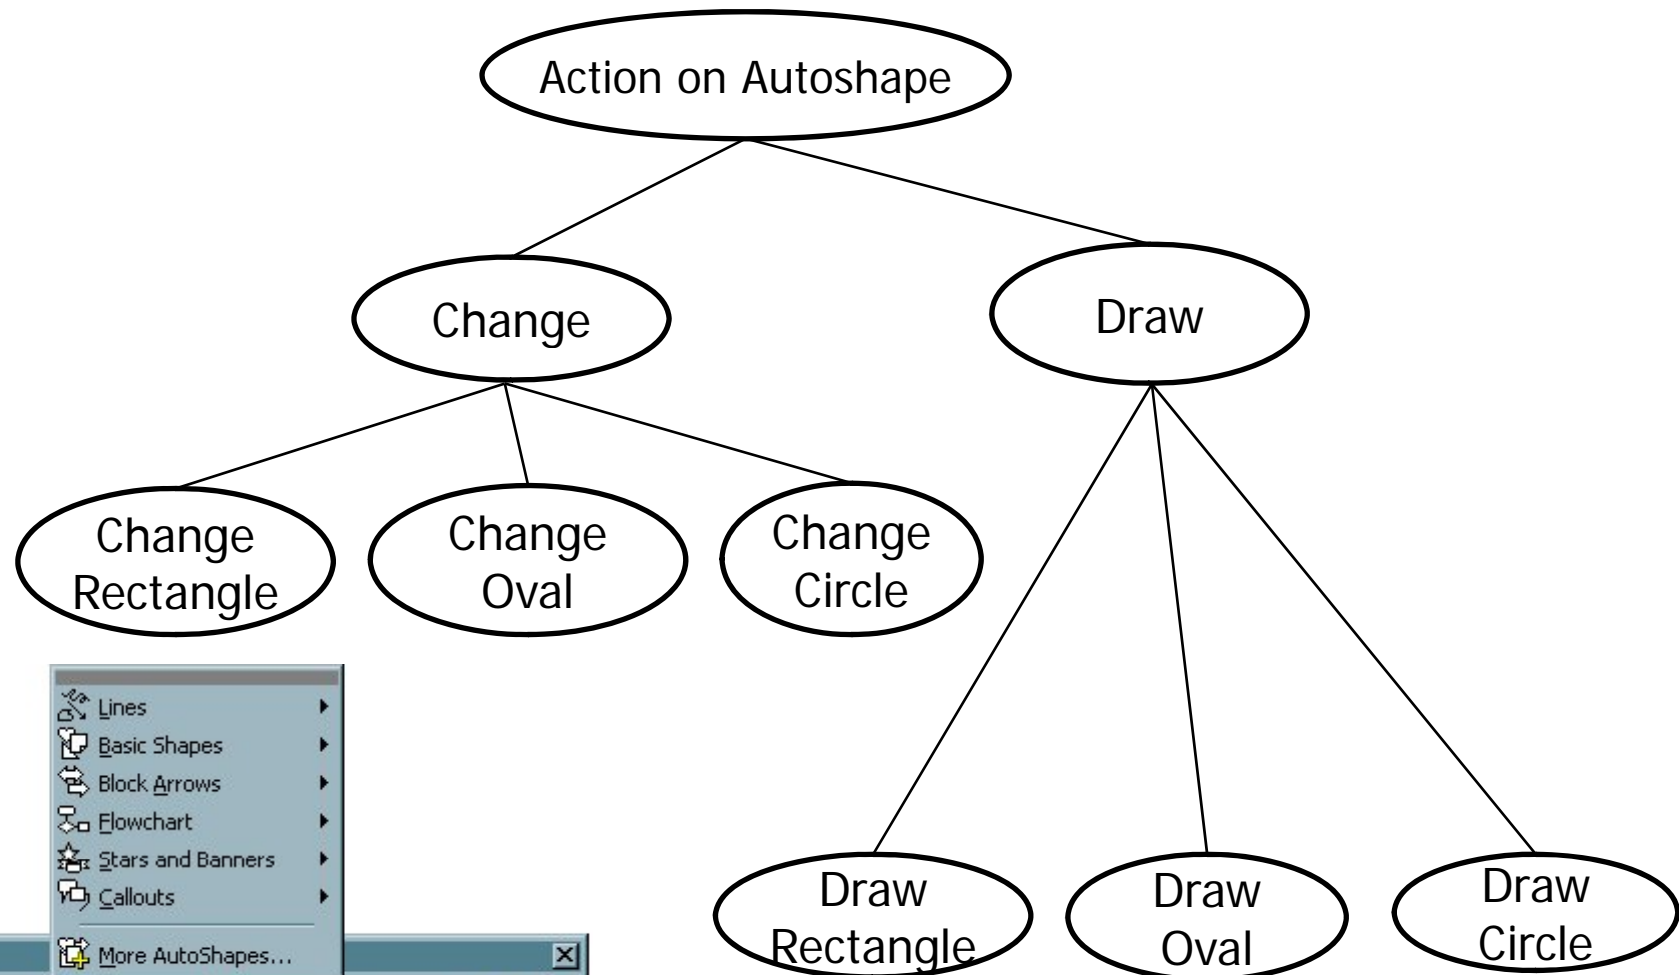 Action on Autoshape
Change
Draw
Change
Rectangle
Change
Oval
Change
Circle
Lines
Basic Shapes
Block Arrows
Flowchart
Stars and Banners
Callouts
More AutoShapes...
Draw
Rectangle
Draw
Oval
Draw
Circle